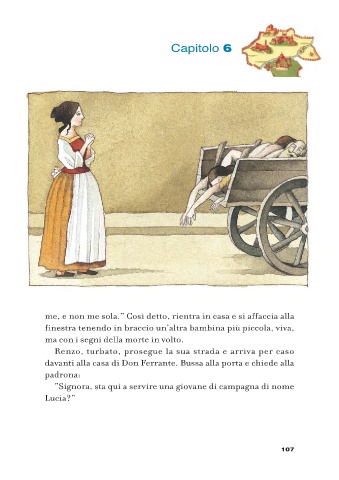 Capitolo 6
me, e non me sola.” Così detto, rientra in casa e si affaccia alla
finestra tenendo in braccio un’altra bambina più piccola, viva,
ma con i segni della morte in volto.
Renzo, turbato, prosegue la sua strada e arriva per caso
davanti alla casa di Don Ferrante. Bussa alla porta e chiede alla
padrona:
“Signora, sta qui a servire una giovane di campagna di nome
Lucia?”
107